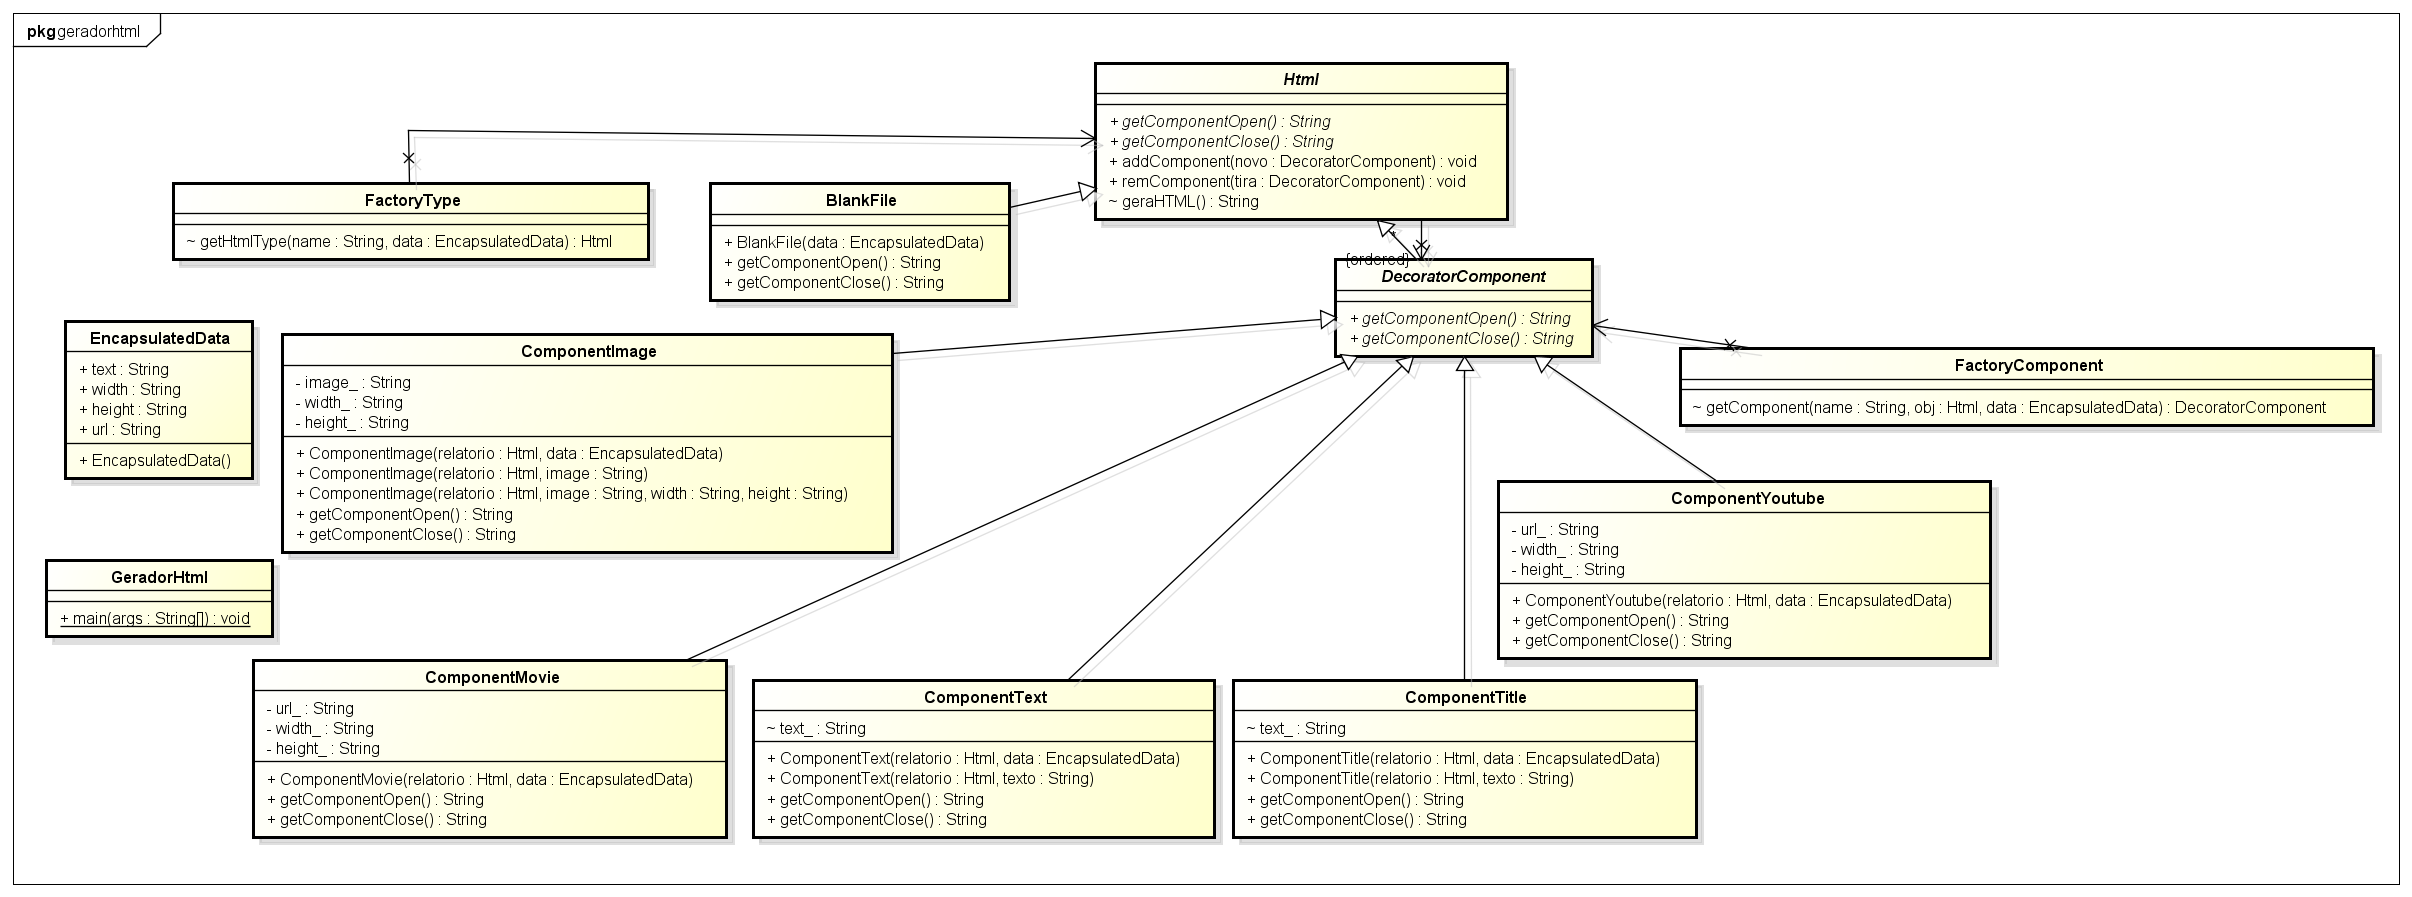 pkg geradorhtml
Html
+ getComponentOpen() : String
+ getComponentClose() : String
+ addComponent(novo : DecoratorComponent) : void
+ remComponent(tira : DecoratorComponent) : void
~ geraHTML() : String
FactoryType
~ getHtmlType(name : String, data : EncapsulatedData) : Html
BlankFile
+ BlankFile(data : EncapsulatedData)
+ getComponentOpen() : String
+ getComponentClose() : String
*
{ordered}
DecoratorComponent
+ getComponentOpen() : String
+ getComponentClose() : String
EncapsulatedData
+ text : String
+ width : String
+ height : String
+ url : String
+ EncapsulatedData()
ComponentImage
- image_ : String
- width_ : String
- height_ : String
+ ComponentImage(relatorio : Html, data : EncapsulatedData)
+ ComponentImage(relatorio : Html, image : String)
+ ComponentImage(relatorio : Html, image : String, width : String, height : String)
+ getComponentOpen() : String
+ getComponentClose() : String
FactoryComponent
~ getComponent(name : String, obj : Html, data : EncapsulatedData) : DecoratorComponent
ComponentYoutube
- url_ : String
- width_ : String
- height_ : String
+ ComponentYoutube(relatorio : Html, data : EncapsulatedData)
+ getComponentOpen() : String
+ getComponentClose() : String
GeradorHtml
+ main(args : String[]) : void
ComponentMovie
- url_ : String
- width_ : String
- height_ : String
+ ComponentMovie(relatorio : Html, data : EncapsulatedData)
+ getComponentOpen() : String
+ getComponentClose() : String
ComponentText
~ text_ : String
+ ComponentText(relatorio : Html, data : EncapsulatedData)
+ ComponentText(relatorio : Html, texto : String)
+ getComponentOpen() : String
+ getComponentClose() : String
ComponentTitle
~ text_ : String
+ ComponentTitle(relatorio : Html, data : EncapsulatedData)
+ ComponentTitle(relatorio : Html, texto : String)
+ getComponentOpen() : String
+ getComponentClose() : String